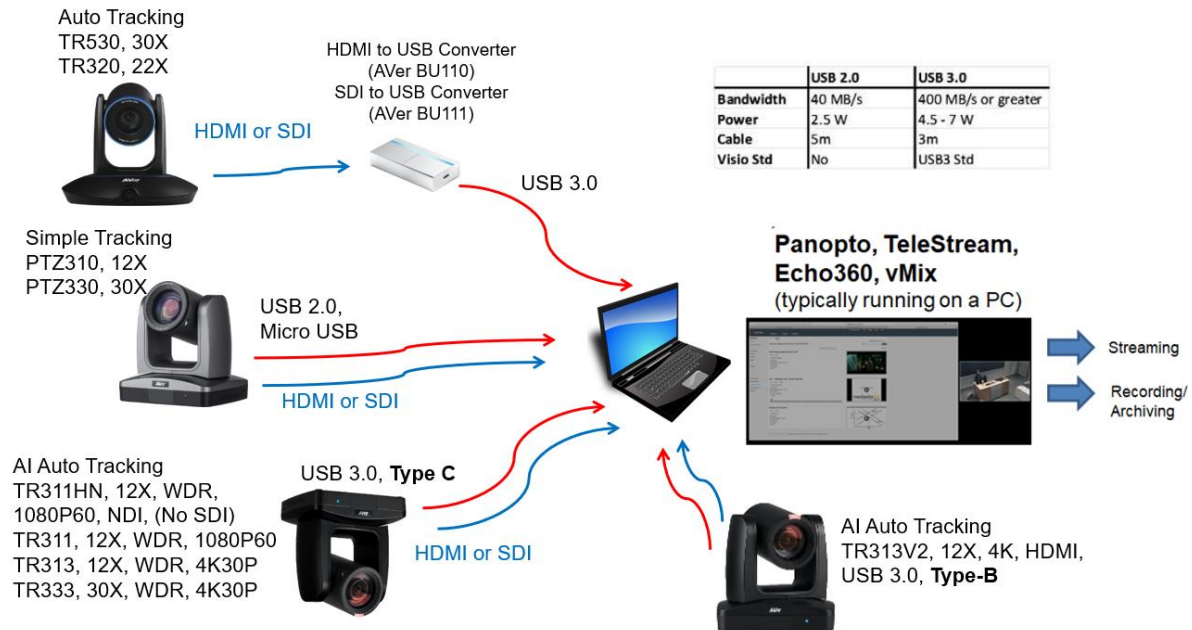 Auto Tracking
TR530, 30X
TR320, 22X
HDMI or SDI
HDMI to USB Converter
(AVer BU110)
SDI to USB Converter
(AVer BU111)
USB 3.0
USB 2.0 USB 3.0
Bandwidth 40 MB/s 400 MB/s or greater
Power 2.5 W 4.5 - 7 W
Cable 5m 3m
Visio Std No USB3 Std
Simple Tracking
PTZ310, 12X
PTZ330, 30X
USB 2.0,
Micro USB
HDMI or SDI
Panopto, TeleStream,
Echo360, vMix
(typically running on a PC)
Streaming
Recording/
Archiving
AI Auto Tracking
TR311HN, 12X, WDR,
1080P60, NDI, (No SDI)
TR311, 12X, WDR, 1080P60
TR313, 12X, WDR, 4K30P
TR333, 30X, WDR, 4K30P
USB 3.0, Type C
HDMI or SDI
AI Auto Tracking
TR313V2, 12X, 4K, HDMI,
USB 3.0, Type-B